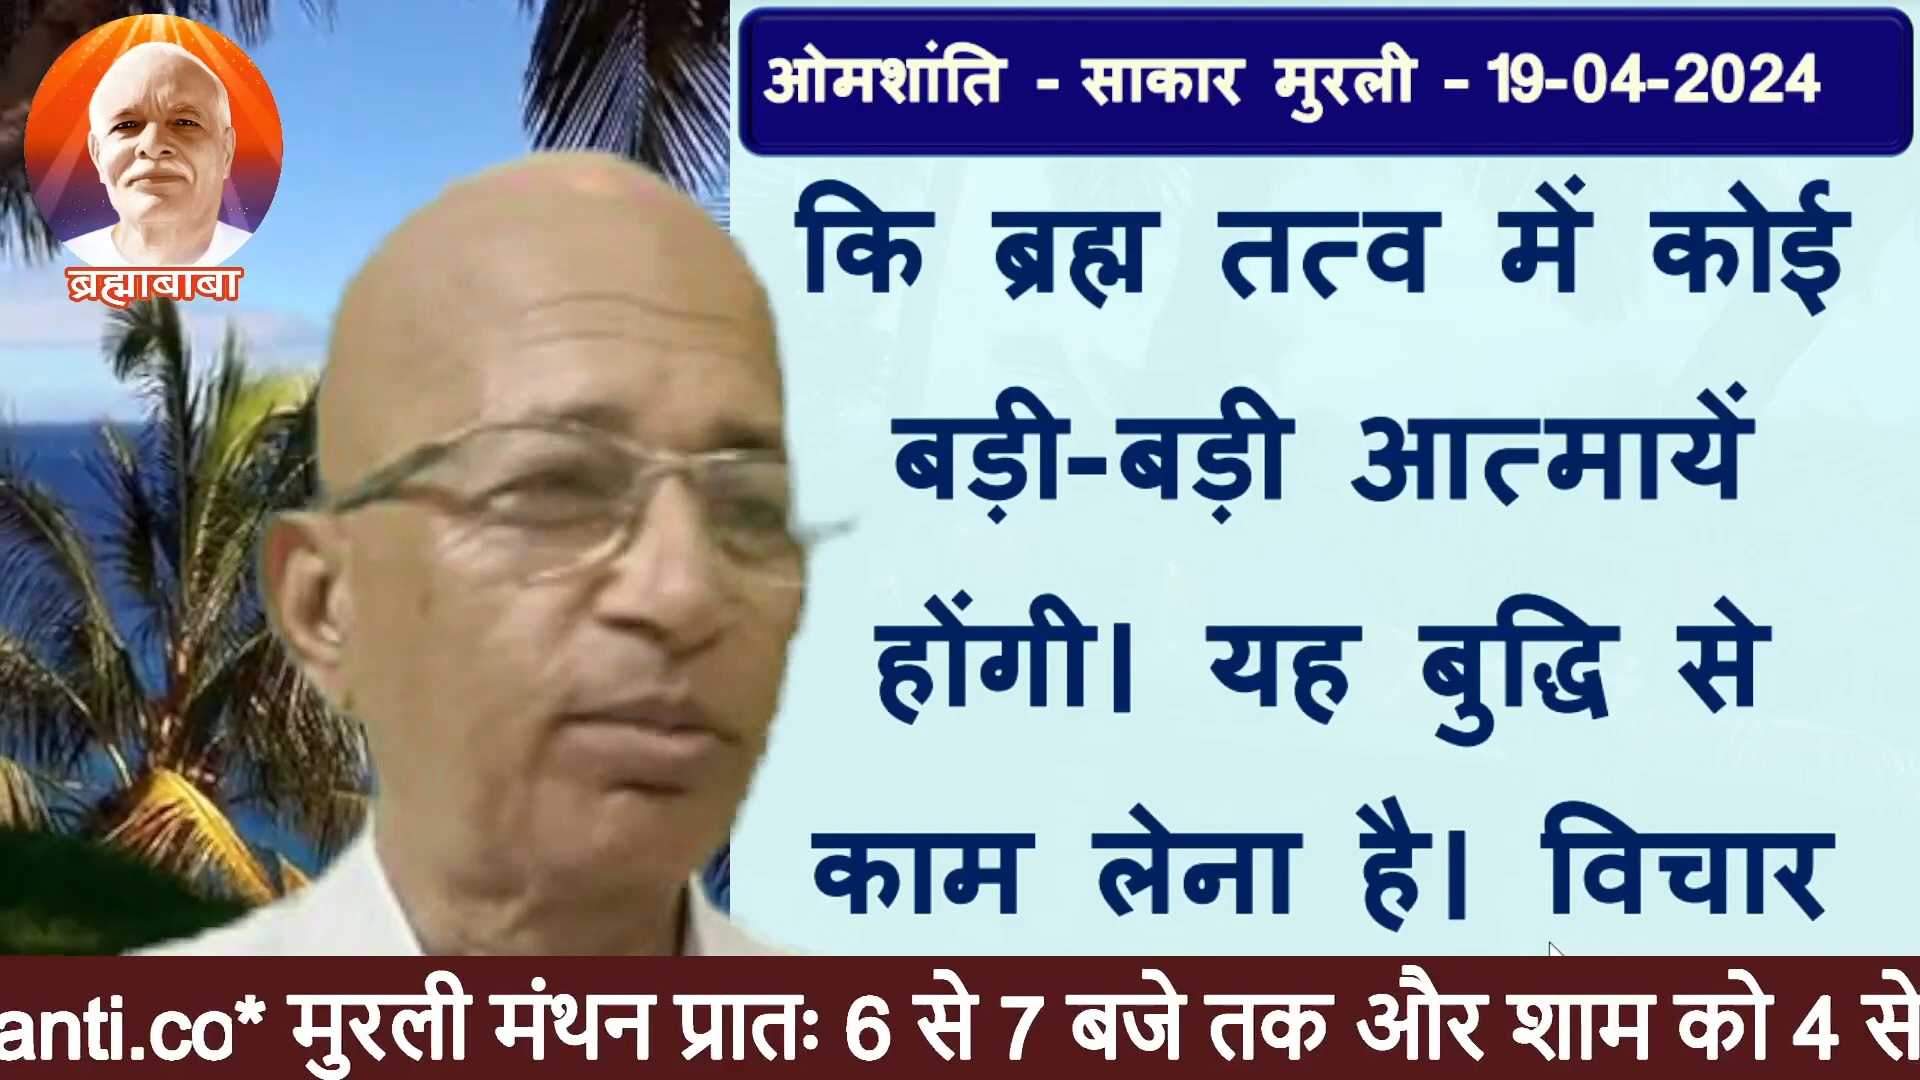 ब्रह्माबाबा
ओमशांति - साकार मुरली - 19-04-2024
कि ब्रह्म तत्व में कोई
बड़ी-बड़ी आत्मायें
होंगी। यह बुद्धि से
काम लेना है। विचार
anti.co* मुरली मंथन प्रातः 6 से 7 बजे तक और शाम को 4 से